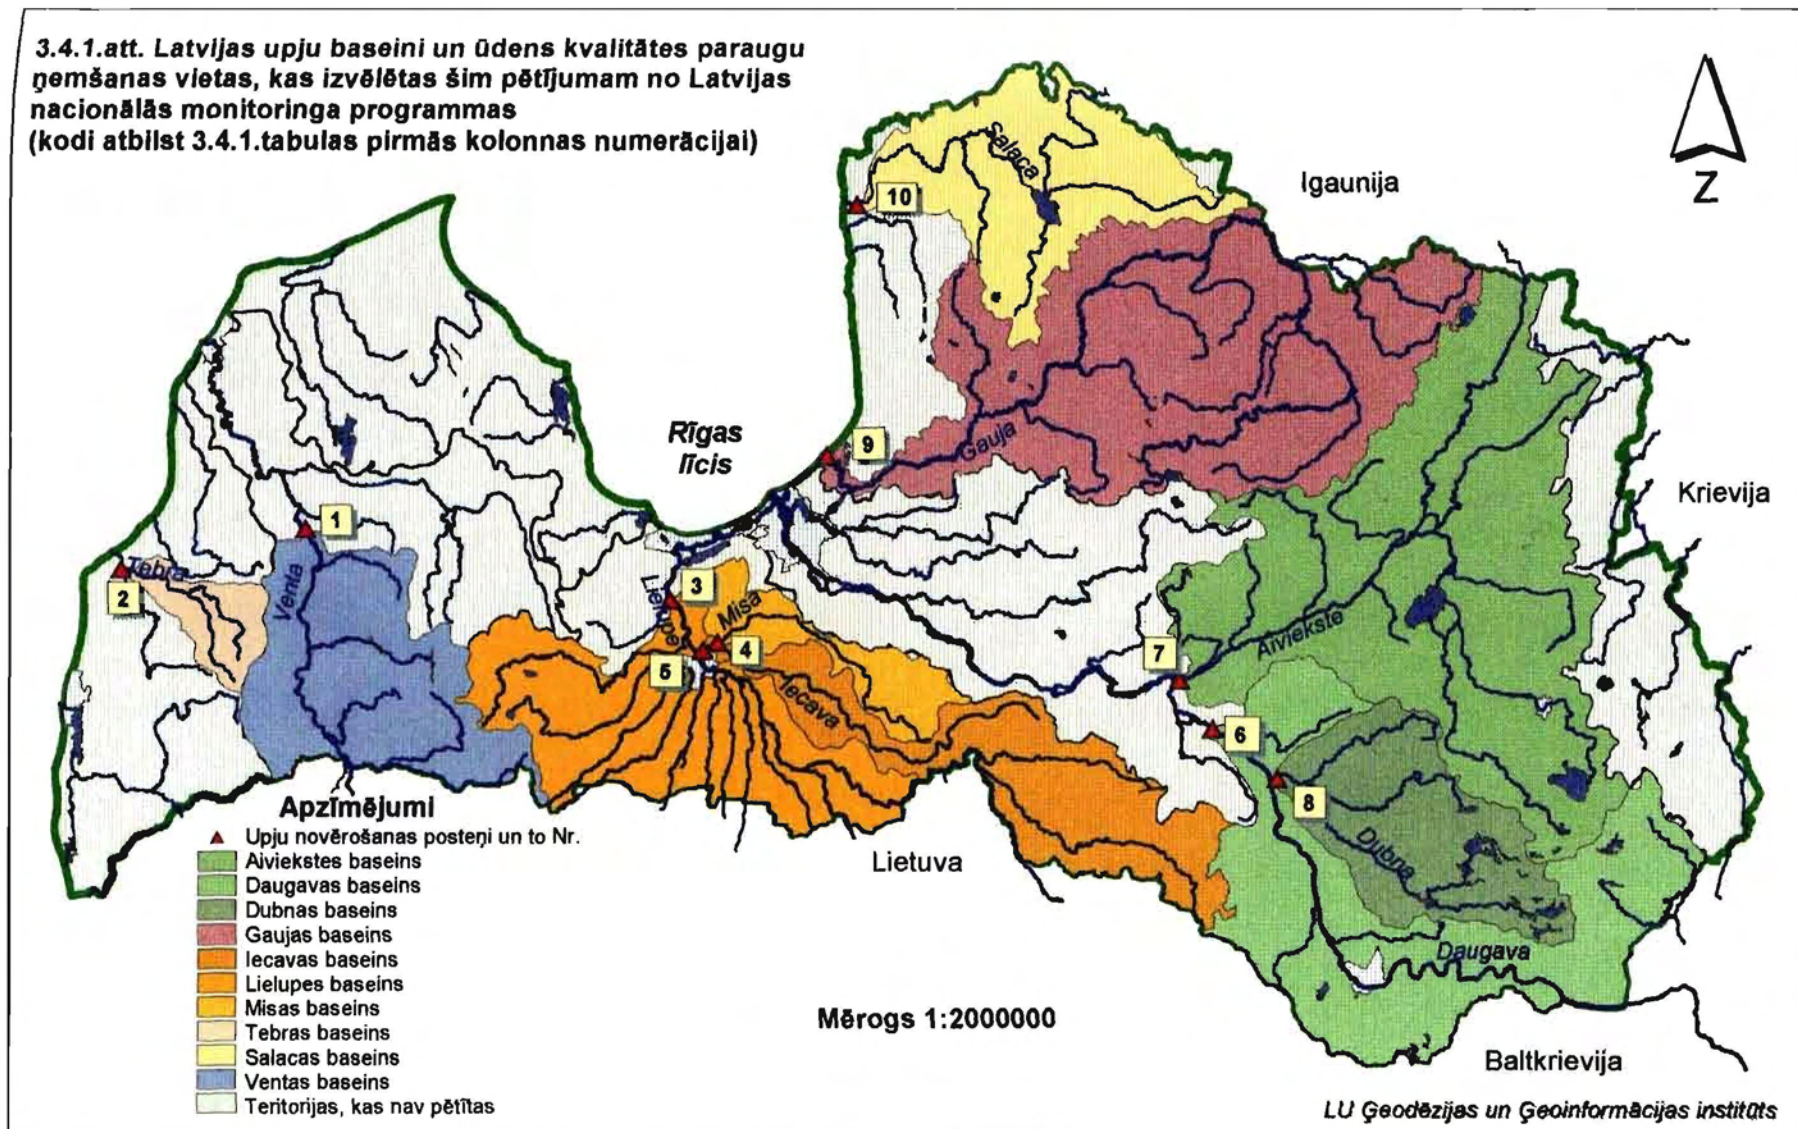 3.4.1.att. Latvijas upju baseini un ūdens kvalitātes paraugu
ņemšanas vietas, kas izvēlētas šim pētījumam no Latvijas
nacionālās monitoringa programmas
(kodi atbilst 3.4.1.tabulas pirmās kolonnas numerācijai)
Z
Igaunija
Salaca
10
Rīgas
līcis
9
Gauja
Krievija
1
Tebra
2
Venta
Lielupe
3
Misa
4
5
Iecava
7
Aiviekste
6
8
Dubna
Daugava
Lietuva
Baltkrievija
Apzīmējumi
Upju novērošanas posteņi un to Nr.
Aiviekstes baseins
Daugavas baseins
Dubnas baseins
Gaujas baseins
Iecavas baseins
Lielupes baseins
Misas baseins
Tebras baseins
Salacas baseins
Ventas baseins
Teritorijas, kas nav pētītas
Mērogs 1:2000000
LU Ģeodēzijas un Ģeoinformācijas institūts